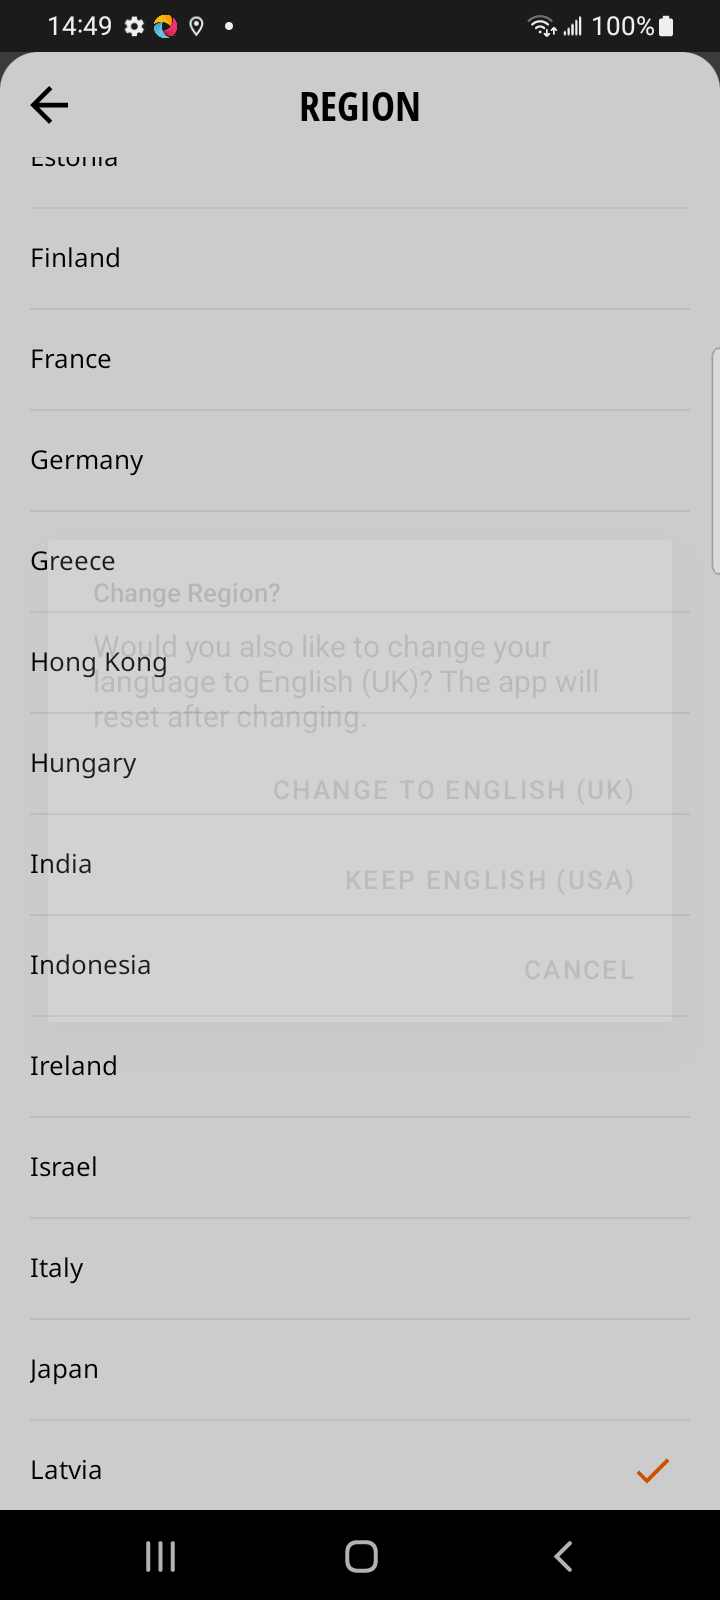 14:49
100%
REGION
Estonia
Finland
France
Germany
Greece
Change Region?
Would you also like to change your
Hong Kong
language to English (UK)? The app will
reset after changing.
Hungary
CHANGE TO ENGLISH (UK)
India
KEEP ENGLISH (USA)
Indonesia
CANCEL
Ireland
Israel
Italy
Japan
Latvia